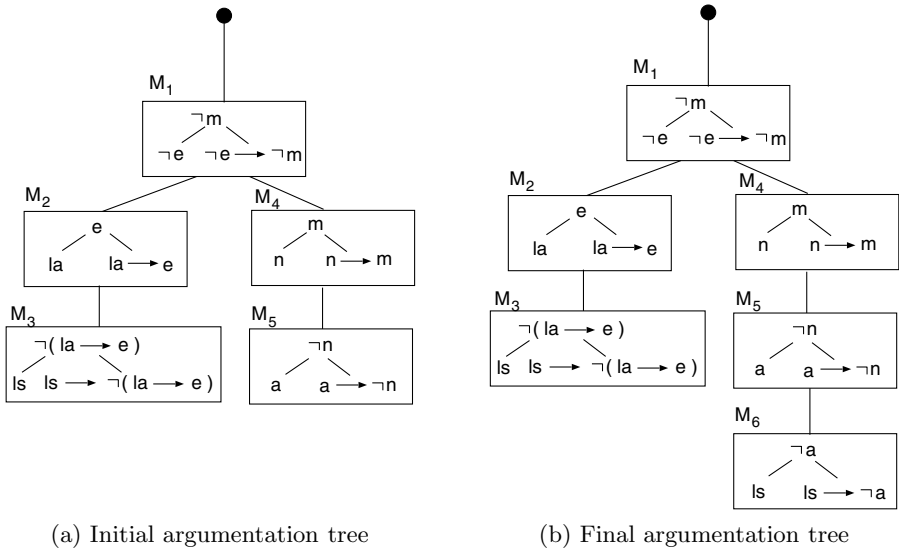 M1
¬m
¬e ¬e → ¬m
M2
e
la la → e
M4
m
n n → m
M3
¬( la → e )
ls ls → ¬( la → e )
M5
¬n
a a → ¬n
(a) Initial argumentation tree
M1
¬m
¬e ¬e → ¬m
M2
e
la la → e
M4
m
n n → m
M3
¬( la → e )
ls ls → ¬( la → e )
M5
¬n
a a → ¬n
M6
¬a
ls ls → ¬a
(b) Final argumentation tree